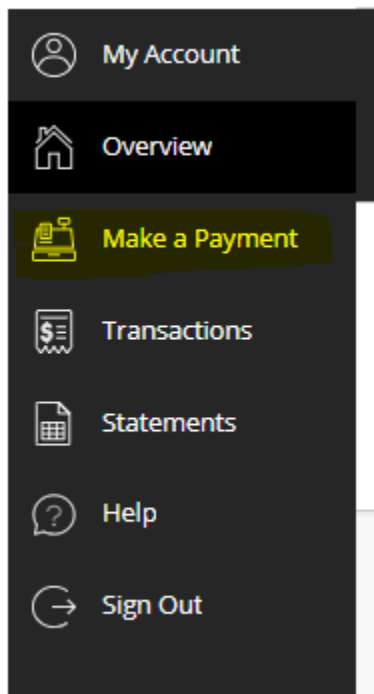 My Account
Overview
Make a Payment
Transactions
Statements
Help
Sign Out